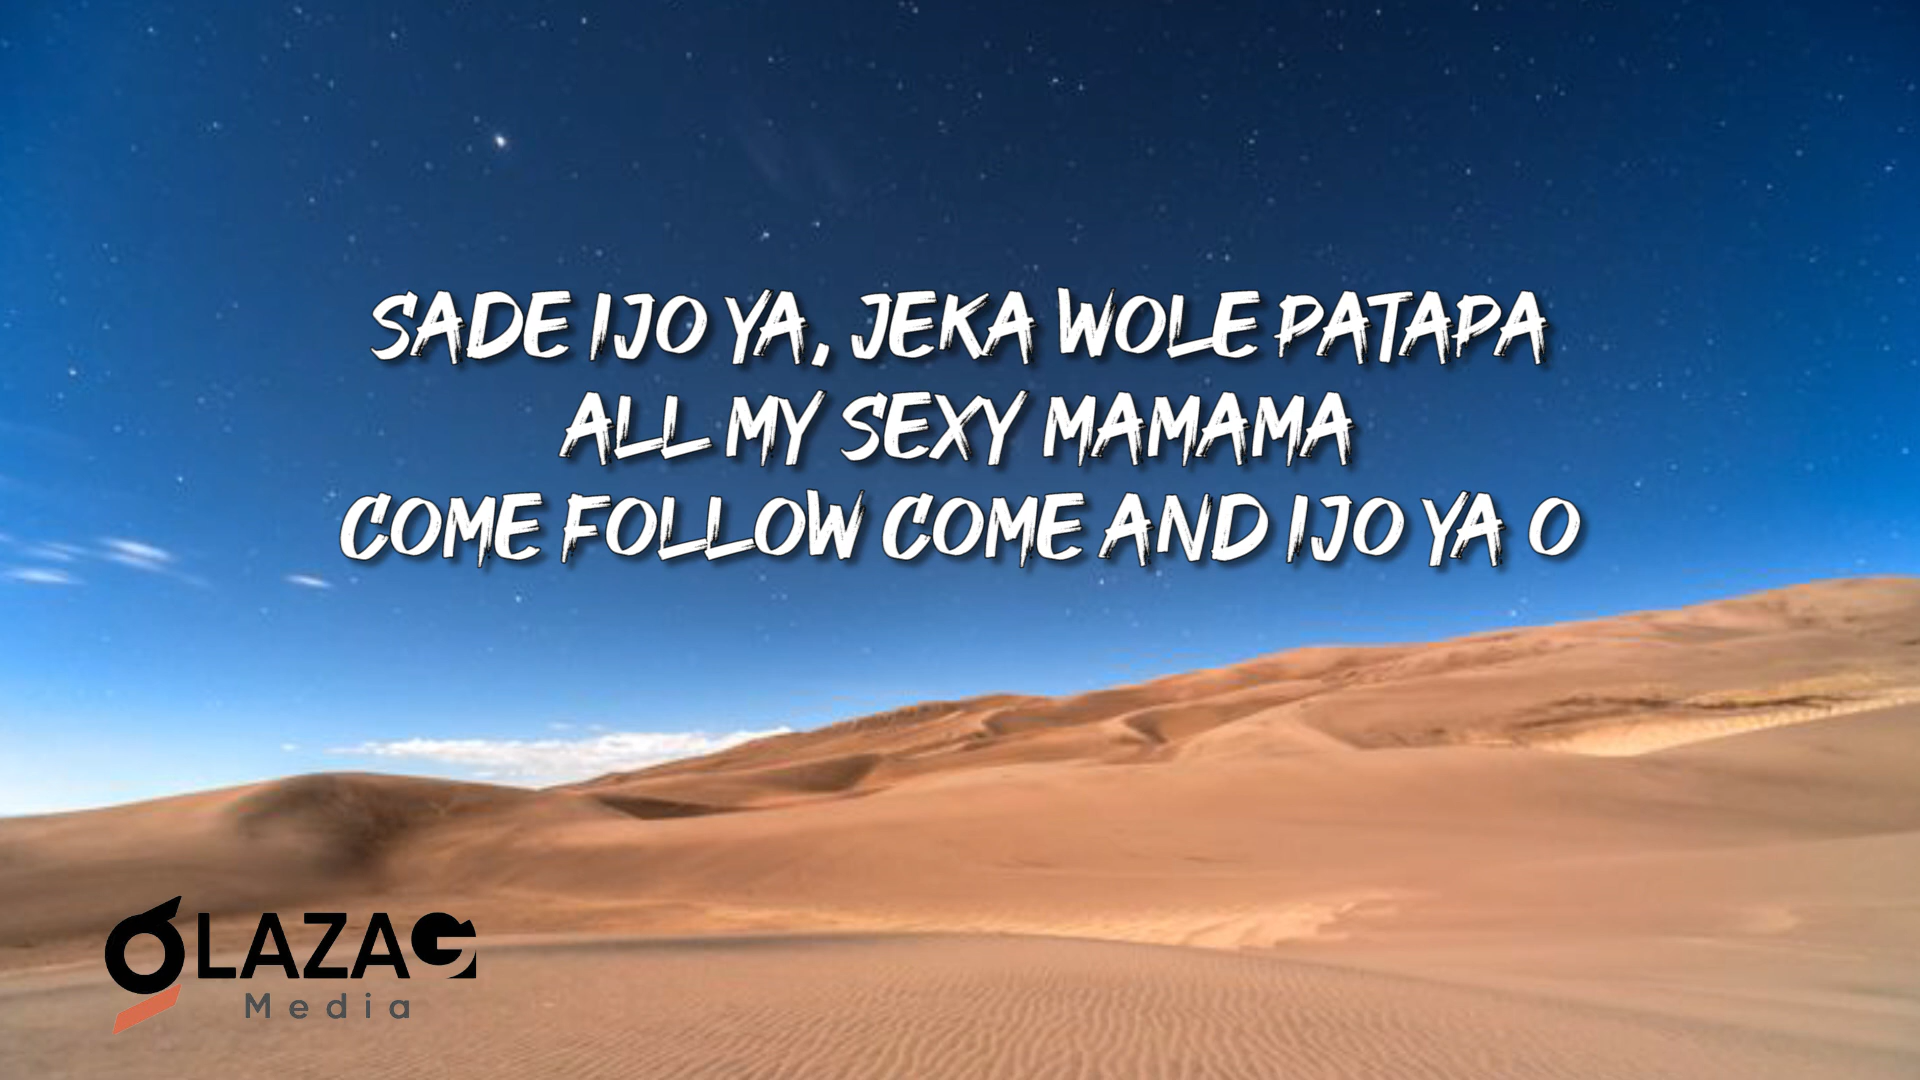 SADE IJO YA, JEKA WOLE PATAPA
ALL MY SEXY MAMAMA
COME FOLLOW COME AND IJO YA O
OLAZAG
Media